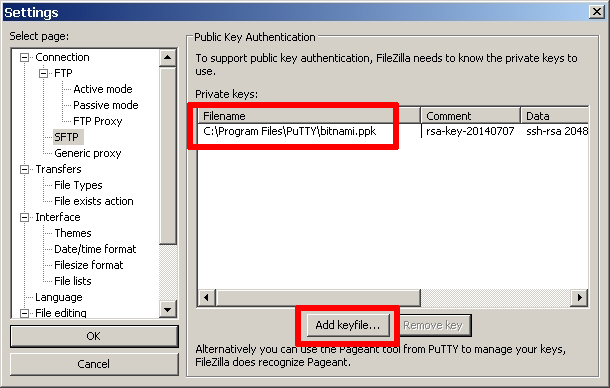 Settings
Select page:
Connection
FTP
Active mode
Passive mode
FTP Proxy
SFTP
Generic proxy
Transfers
File Types
File exists action
Interface
Themes
Date/time format
Filesize format
File lists
Language
File editing
OK
Cancel
Public Key Authentication
To support public key authentication, FileZilla needs to know the private keys to
use.
Private keys:
Filename Comment Data
C:\Program Files\PuTTY\bitnami.ppk rsa-key-20140707 ssh-rsa 2048
Add keyfile... Remove key
Alternatively you can use the Pageant tool from PuTTY to manage your keys,
FileZilla does recognize Pageant.